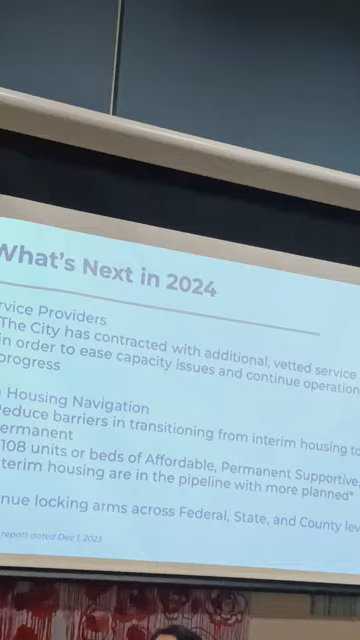 What's Next in 2024
rvice Providers
The City has contracted with additional, vetted service
in order to ease capacity issues and continue operation
progress
Housing Navigation
Reduce barriers in transitioning from interim housing to
ermanent
108 units or beds of Affordable, Permanent Supportive,
terim housing are in the pipeline with more planned*
nue locking arms across Federal, State, and County lev
report dated Dec 1, 2023